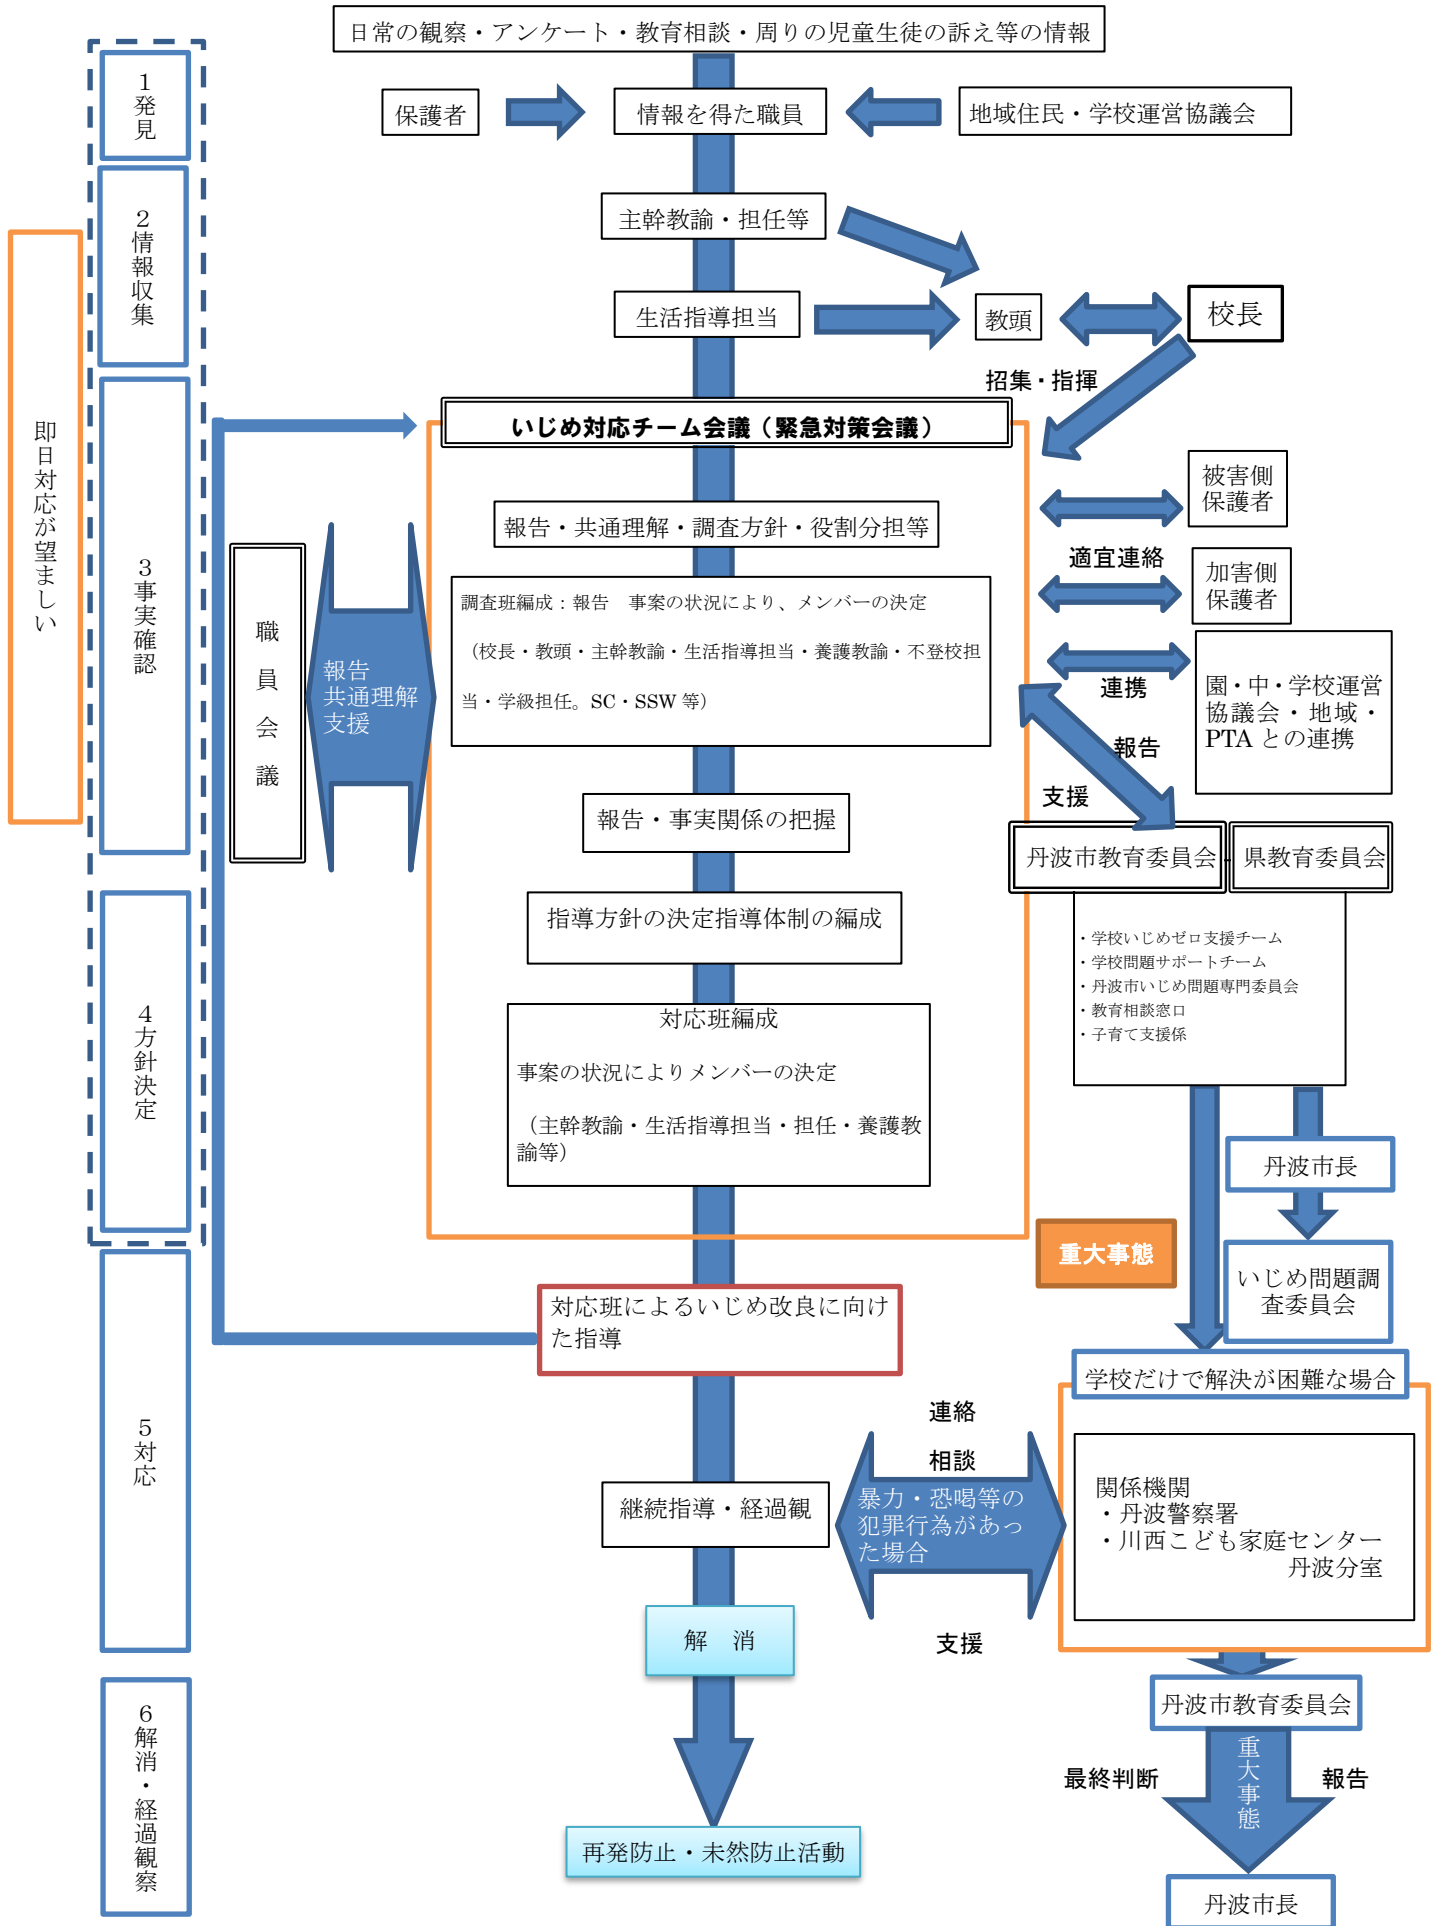 日常の観察・アンケート・教育相談・周りの児童生徒の訴え等の情報
1発見
保護者
情報を得た職員
地域住民・学校運営協議会
2情報収集
主幹教諭・担任等
生活指導担当
教頭
校長
招集・指揮
即日対応が望ましい
3事実確認
いじめ対応チーム会議（緊急対策会議）
報告・共通理解・調査方針・役割分担等
被害側
保護者
適宜連絡
加害側
保護者
職員会議
報告
共通理解
支援
調査班編成：報告　事案の状況により、メンバーの決定
（校長・教頭・主幹教諭・生活指導担当・養護教諭・不登校担
当・学級担任。SC・SSW 等）
連携
園・中・学校運営
協議会・地域・
PTA との連携
報告
支援
報告・事実関係の把握
丹波市教育委員会
県教育委員会
・学校いじめゼロ支援チーム
・学校問題サポートチーム
・丹波市いじめ問題専門委員会
・教育相談窓口
・子育て支援係
4方針決定
指導方針の決定指導体制の編成
対応班編成
事案の状況によりメンバーの決定
（主幹教諭・生活指導担当・担任・養護教
諭等）
丹波市長
重大事態
いじめ問題調
査委員会
5対応
対応班によるいじめ改良に向け
た指導
学校だけで解決が困難な場合
連絡
相談
継続指導・経過観
暴力・恐喝等の
犯罪行為があっ
た場合
支援
関係機関
・丹波警察署
・川西こども家庭センター
丹波分室
解　消
6解消・経過観察
丹波市教育委員会
最終判断
重大事態
報告
再発防止・未然防止活動
丹波市長